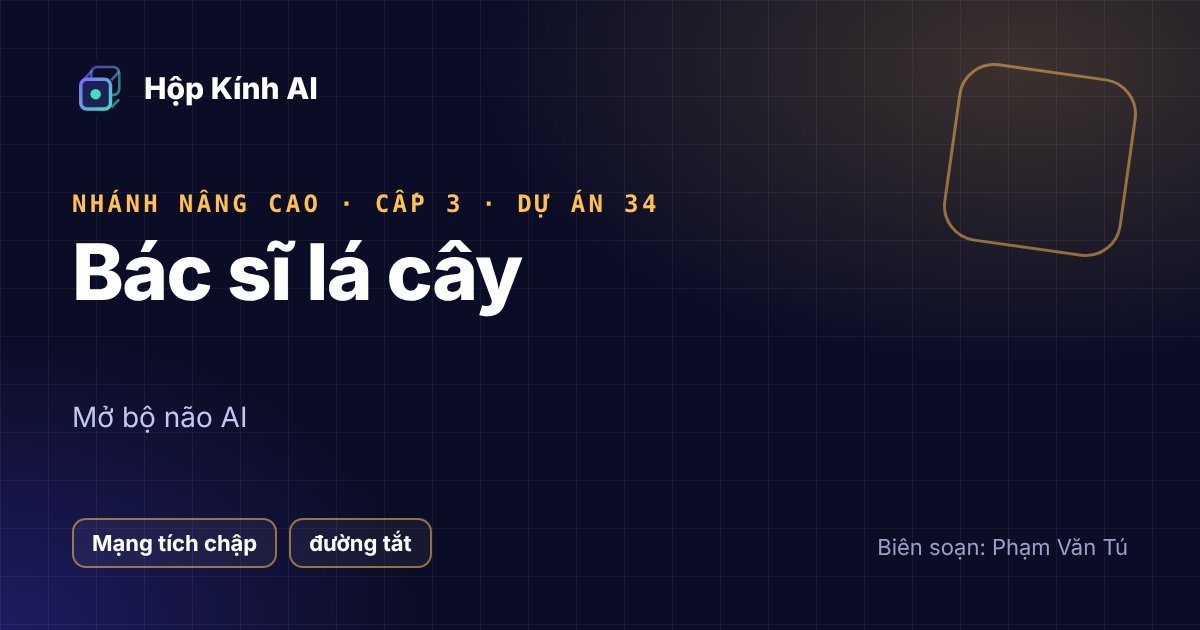 Hộp Kính AI
NHÁNH NÂNG CAO · CẤP 3 · DỰ ÁN 34
Bác sĩ lá cây
Mở bộ não AI
Mạng tích chập
đường tắt
Biên soạn: Phạm Văn Tú